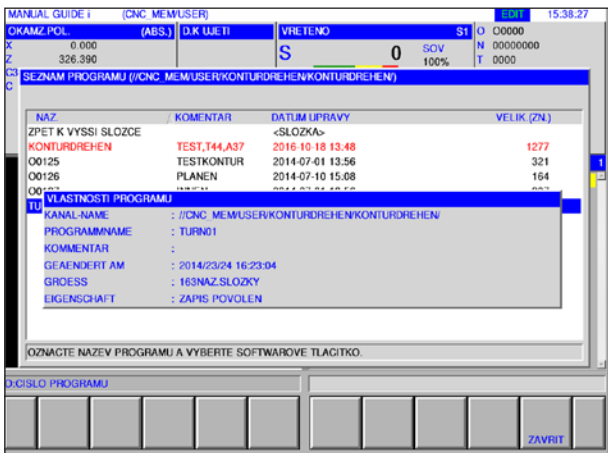 MANUAL GUIDE i (CNC_MEM/USER) EDIT 15.38.27
OKAMZ.POL. (ABS.) D.K UJETI VRETENO S1 O O0000
X 0.000 S 0 SOV N 00000000
Z 326.390 100% T 0000
C3
C
SEZNAM PROGRAMU (//CNC_MEM/USER/KONTURDREHEN/KONTURDREHEN/)
NAZ. / KOMENTAR DATUM UPRAVY VELIK.(ZN.)
ZPET K VYSSI SLOZCE <SLOZKA>
KONTURDREHEN TEST,T44,A37 2016-10-18 13.48 1277
O0125 TESTKONTUR 2014-07-01 13.56 321
O0126 PLANEN 2014-07-10 15.08 164
1
TU
VLASTNOSTI PROGRAMU
KANAL-NAME : //CNC_MEM/USER/KONTURDREHEN/KONTURDREHEN/
PROGRAMMNAME : TURN01
KOMMENTAR :
GEAENDERT AM : 2014/23/24 16:23:04
GROESS : 163NAZ.SLOZKY
EIGENSCHAFT : ZAPIS POVOLEN
OZNACTE NAZEV PROGRAMU A VYBERTE SOFTWAROVE TLACITKO.
O:CISLO PROGRAMU
ZAVRIT